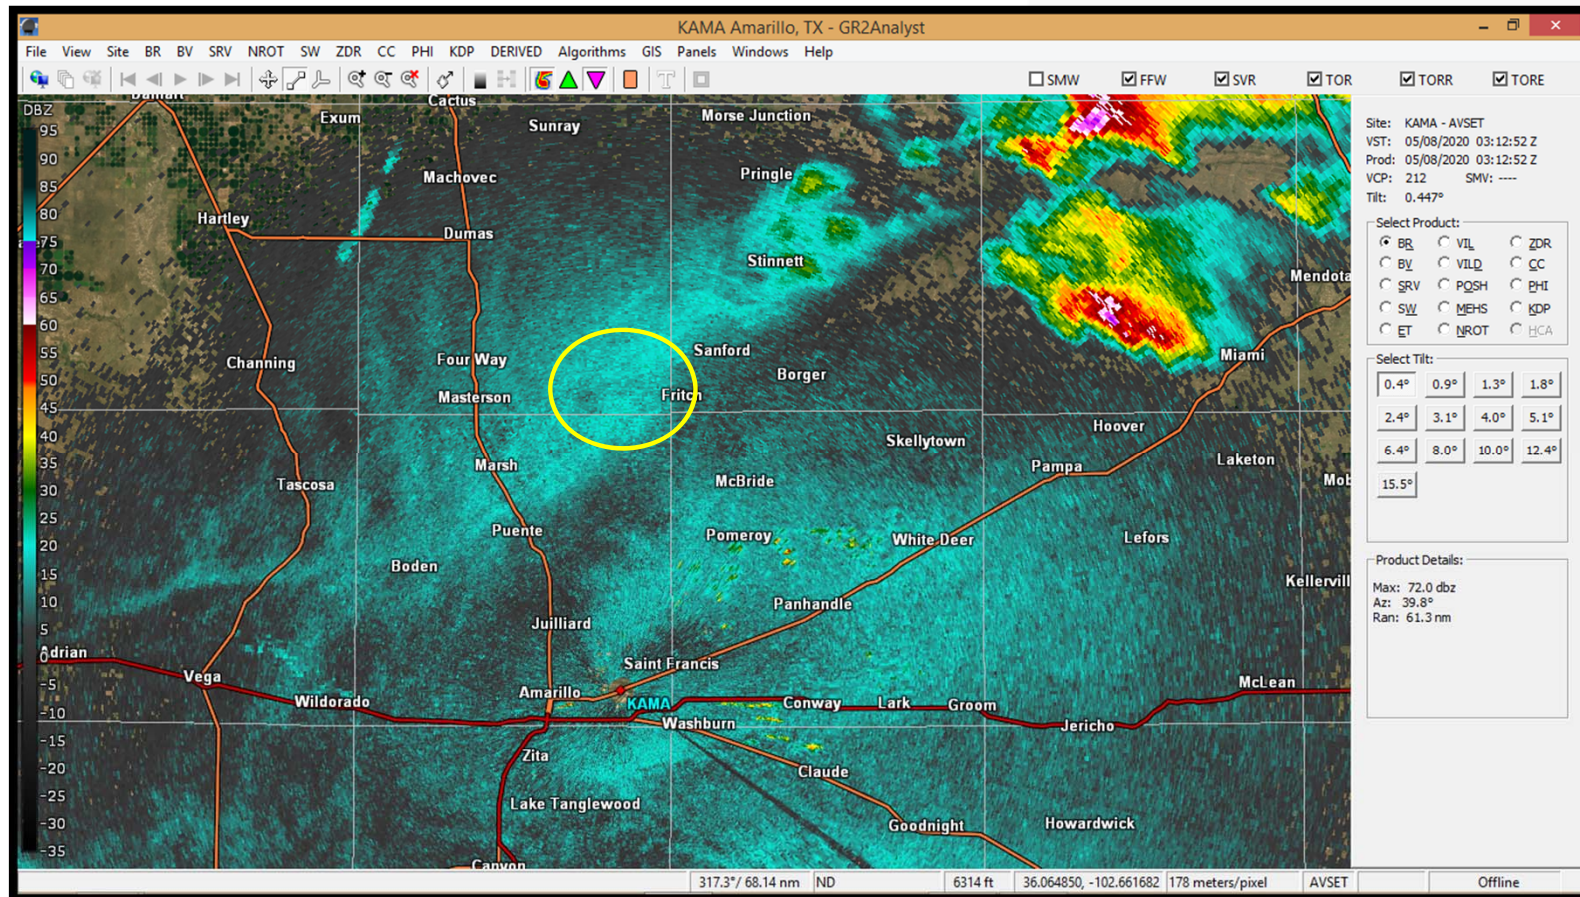 KAMA Amarillo, TX - GR2Analyst
File View Site BR BV SRV NROT SW ZDR CC PHI KDP DERIVED Algorithms GIS Panels Windows Help
SMW FFW SVR TOR TORR TORE
DBZ
95
90
85
80
75
70
65
60
55
50
45
40
35
30
25
20
15
10
5
0
-5
-10
-15
-20
-25
-30
-35
Cactus
Exum
Sunray
Morse Junction
Machovec
Pringle
Hartley
Dumas
Stinnett
Mendota
Channing
Four Way
Sanford
Miami
Borger
Masterson
Fritch
Hoover
Skellytown
Marsh
Pampa
Laketon
Tascosa
McBride
Puente
Pomeroy
White Deer
Lefors
Boden
Kellervill
Panhandle
Juilliard
Adrian
Saint Francis
Vega
Amarillo
McLean
Wildorado
KAMA
Conway
Lark
Groom
Washburn
Jericho
Zita
Claude
Lake Tanglewood
Goodnight
Howardwick
Canyon
Site: KAMA - AVSET
VST: 05/08/2020 03:12:52 Z
Prod: 05/08/2020 03:12:52 Z
VCP: 212 SMV: ----
Tilt: 0.447°
Select Product:
BR VIL ZDR
BV VILD CC
SRV POSH PHI
SW MEHS KDP
ET NROT HCA
Select Tilt:
0.4° 0.9° 1.3° 1.8°
2.4° 3.1° 4.0° 5.1°
6.4° 8.0° 10.0° 12.4°
15.5°
Product Details:
Max: 72.0 dbz
Az: 39.8°
Ran: 61.3 nm
317.3°/ 68.14 nm ND 6314 ft 36.064850, -102.661682 178 meters/pixel AVSET Offline